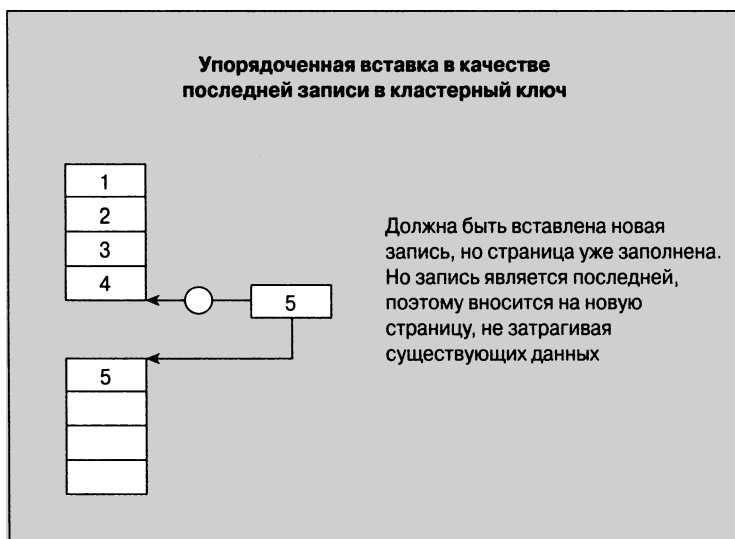 Упорядоченная вставка в качестве
последней записи в кластерный ключ
1
2
3
4
5
5
Должна быть вставлена новая
запись, но страница уже заполнена.
Но запись является последней,
поэтому вносится на новую
страницу, не затрагивая
существующих данных